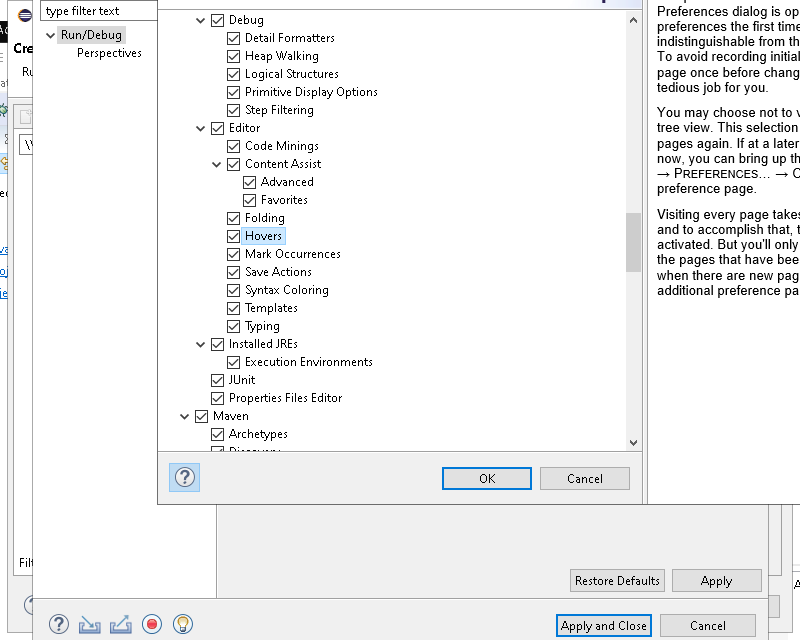 type filter text
Run/Debug
Perspectives
Debug
Detail Formatters
Heap Walking
Logical Structures
Primitive Display Options
Step Filtering
Editor
Code Minings
Content Assist
Advanced
Favorites
Folding
Hovers
Mark Occurrences
Save Actions
Syntax Coloring
Templates
Typing
Installed JREs
Execution Environments
JUnit
Properties Files Editor
Maven
Archetypes
OK
Cancel
Preferences dialog is op
preferences the first time
indistinguishable from th
To avoid recording initial
page once before chang
tedious job for you.
You may choose not to v
tree view. This selection
pages again. If at a later
now, you can bring up th
→ PREFERENCES... → O
preference page.
Visiting every page takes
and to accomplish that, t
activated. But you'll only
the pages that have bee
when there are new pag
additional preference pa
Cre
Ru
Filt
Restore Defaults
Apply
Apply and Close
Cancel